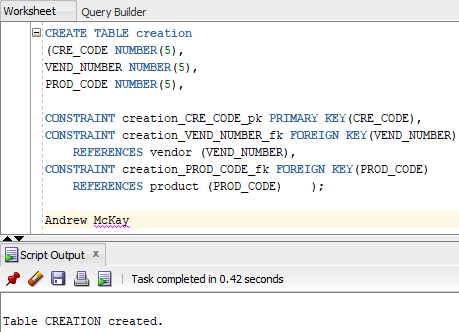 Worksheet Query Builder
CREATE TABLE creation
(CRE_CODE NUMBER(5),
VEND_NUMBER NUMBER(5),
PROD_CODE NUMBER(5),
CONSTRAINT creation_CRE_CODE_pk PRIMARY KEY(CRE_CODE),
CONSTRAINT creation_VEND_NUMBER_fk FOREIGN KEY(VEND_NUMBER)
REFERENCES vendor (VEND_NUMBER),
CONSTRAINT creation_PROD_CODE_fk FOREIGN KEY(PROD_CODE)
REFERENCES product (PROD_CODE) );
Andrew McKay
Script Output x
Task completed in 0.42 seconds
Table CREATION created.